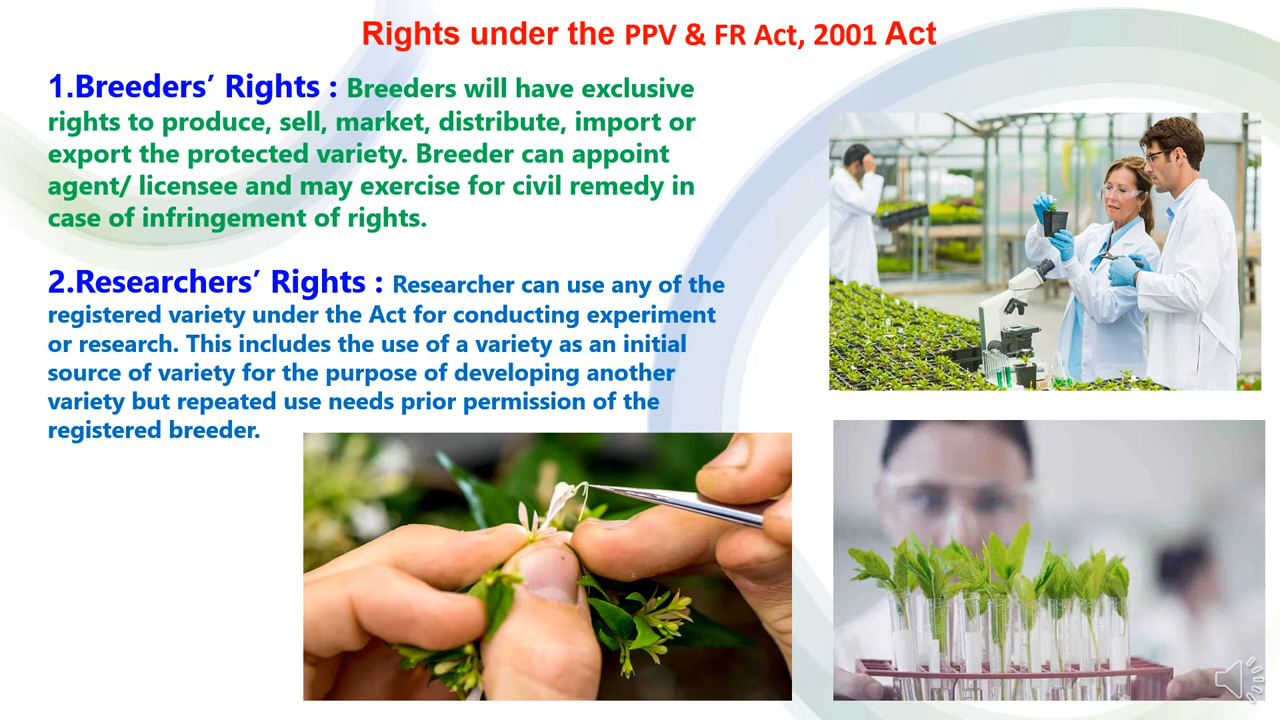 Rights under the PPV & FR Act, 2001 Act
1.Breeders’ Rights : Breeders will have exclusive
rights to produce, sell, market, distribute, import or
export the protected variety. Breeder can appoint
agent/ licensee and may exercise for civil remedy in
case of infringement of rights.
2.Researchers’ Rights : Researcher can use any of the
registered variety under the Act for conducting experiment
or research. This includes the use of a variety as an initial
source of variety for the purpose of developing another
variety but repeated use needs prior permission of the
registered breeder.